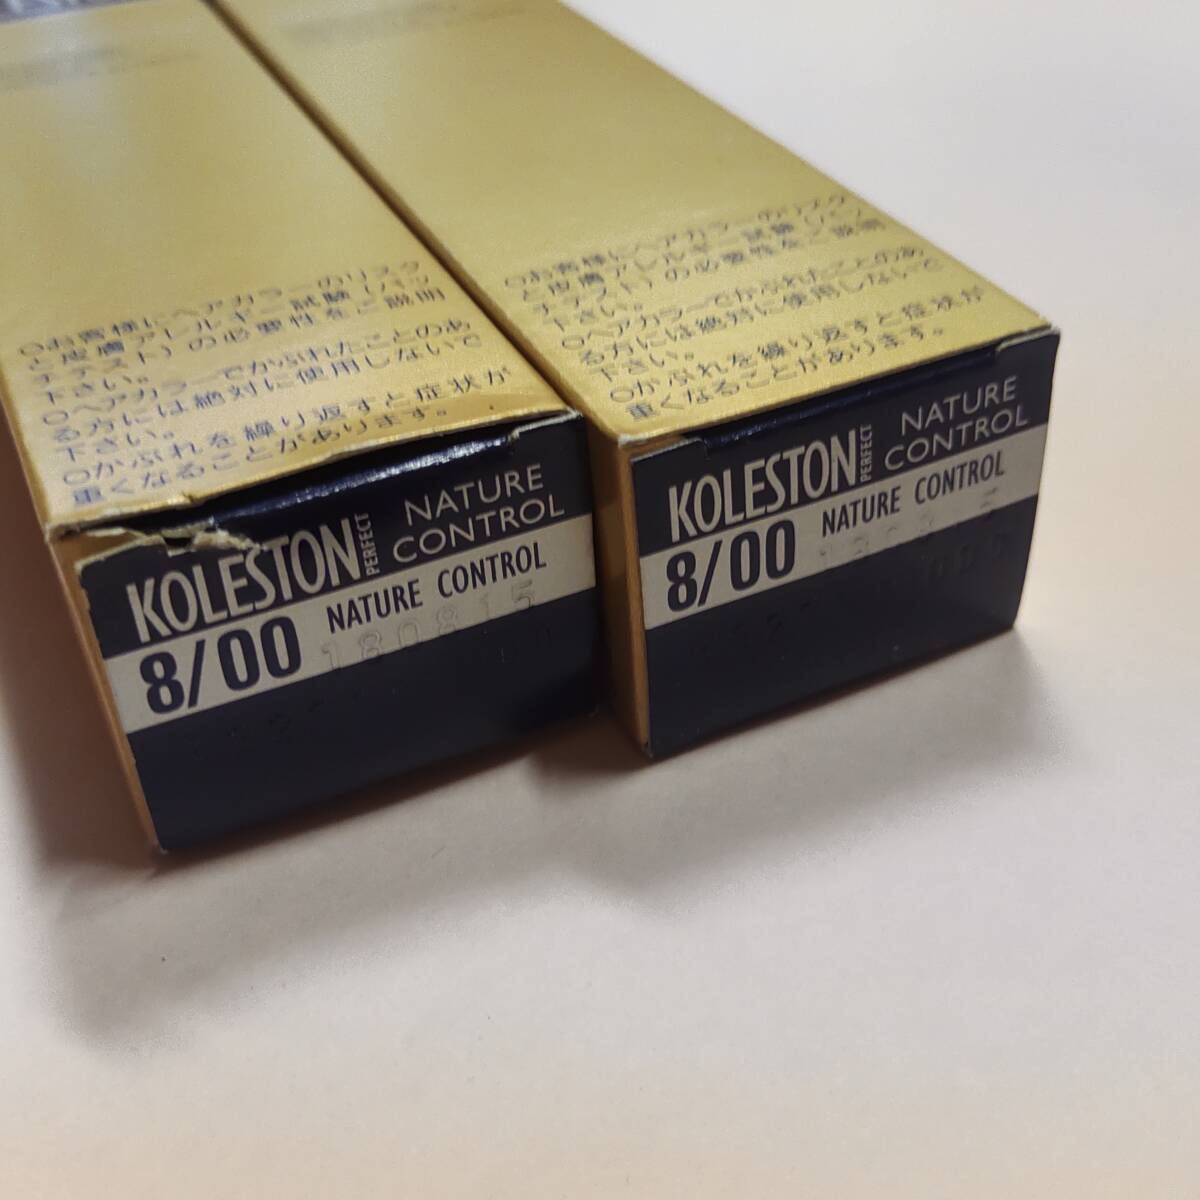 ○お客様にヘアカラーのリスク
と皮膚アレルギー試験(パッ
チテスト)の必要性をご説明
下さい。
○ヘアカラーでかぶれたことのあ
る方には絶対に使用しないで
下さい。
○かぶれを繰り返すと症状が
重くなることがあります。
KOLESTON
PERFECT
NATURE
CONTROL
8/00 NATURE CONTROL
180815
○お客様にヘアカラーのリスク
と皮膚アレルギー試験(パッ
チテスト)の必要性をご説明
下さい。
○ヘアカラーでかぶれたことのあ
る方には絶対に使用しないで
下さい。
○かぶれを繰り返すと症状が
重くなることがあります。
KOLESTON
PERFECT
NATURE
CONTROL
8/00 NATURE CONTROL